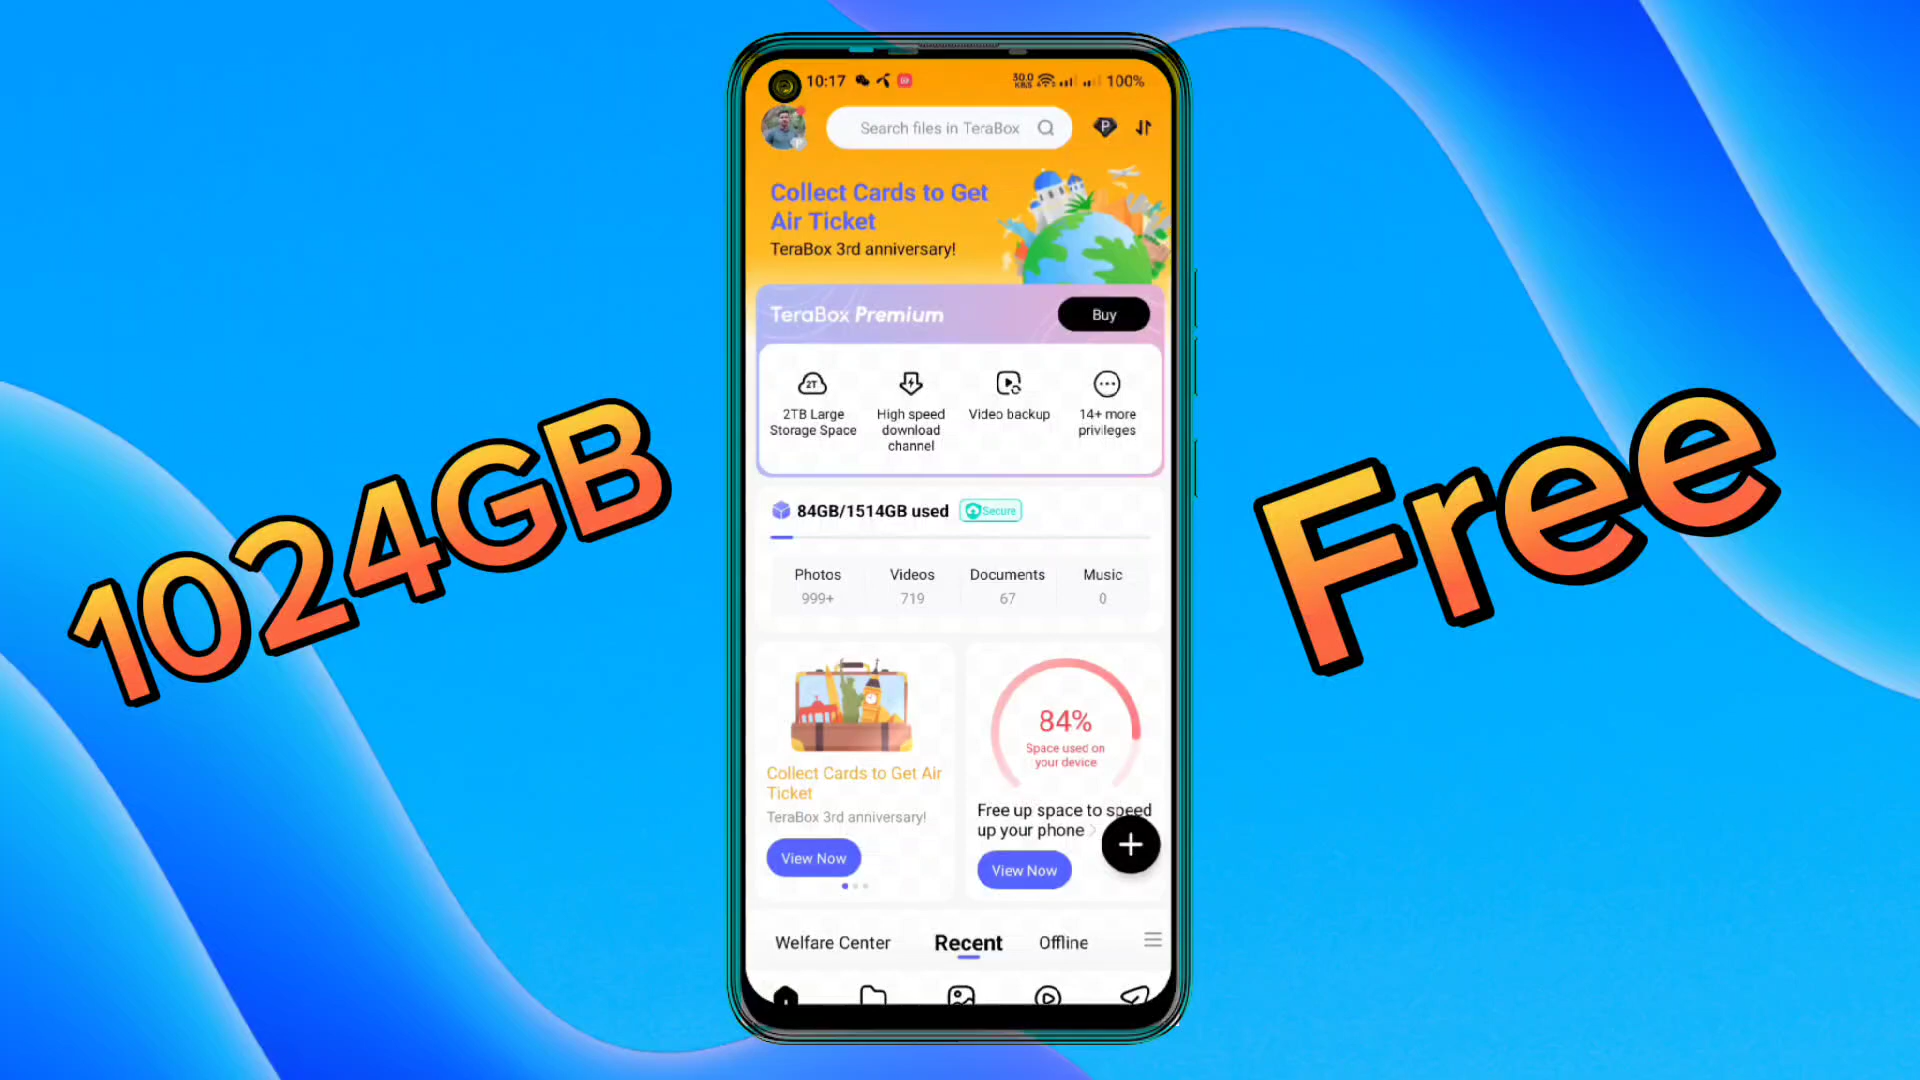 10:17
30.0
KB/S
100%
Search files in TeraBox
P
Collect Cards to Get
Air Ticket
TeraBox 3rd anniversary!
TeraBox Premium
Buy
2T
2TB Large
Storage Space
High speed
download
channel
Video backup
14+ more
privileges
84GB/1514GB used
Secure
Photos
Videos
Documents
Music
999+
719
67
0
1024GB
Free
Collect Cards to Get Air
Ticket
TeraBox 3rd anniversary!
View Now
84%
Space used on
your device
Free up space to speed
up your phone
View Now
Welfare Center
Recent
Offline